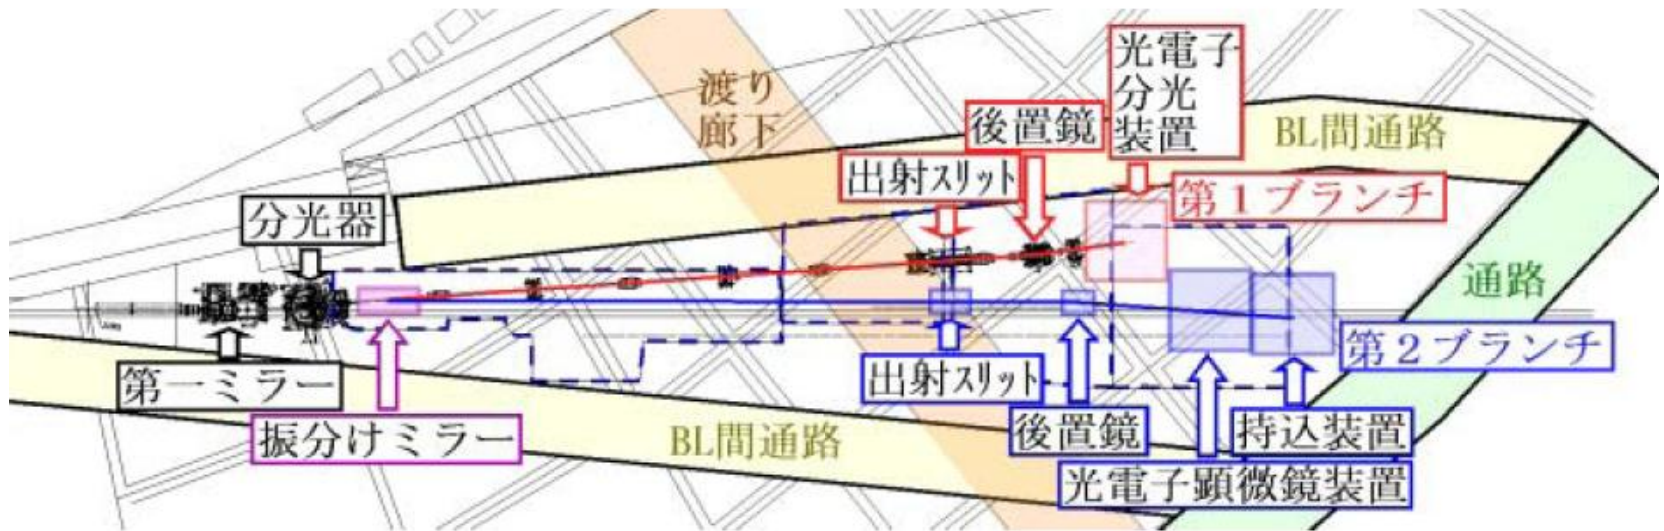 光電子
分光
装置
渡り
廊下
後置鏡
BL間通路
出射スリット
第1ブランチ
分光器
通路
第2ブランチ
第一ミラー
出射スリット
振分けミラー
BL間通路
後置鏡
持込装置
光電子顕微鏡装置